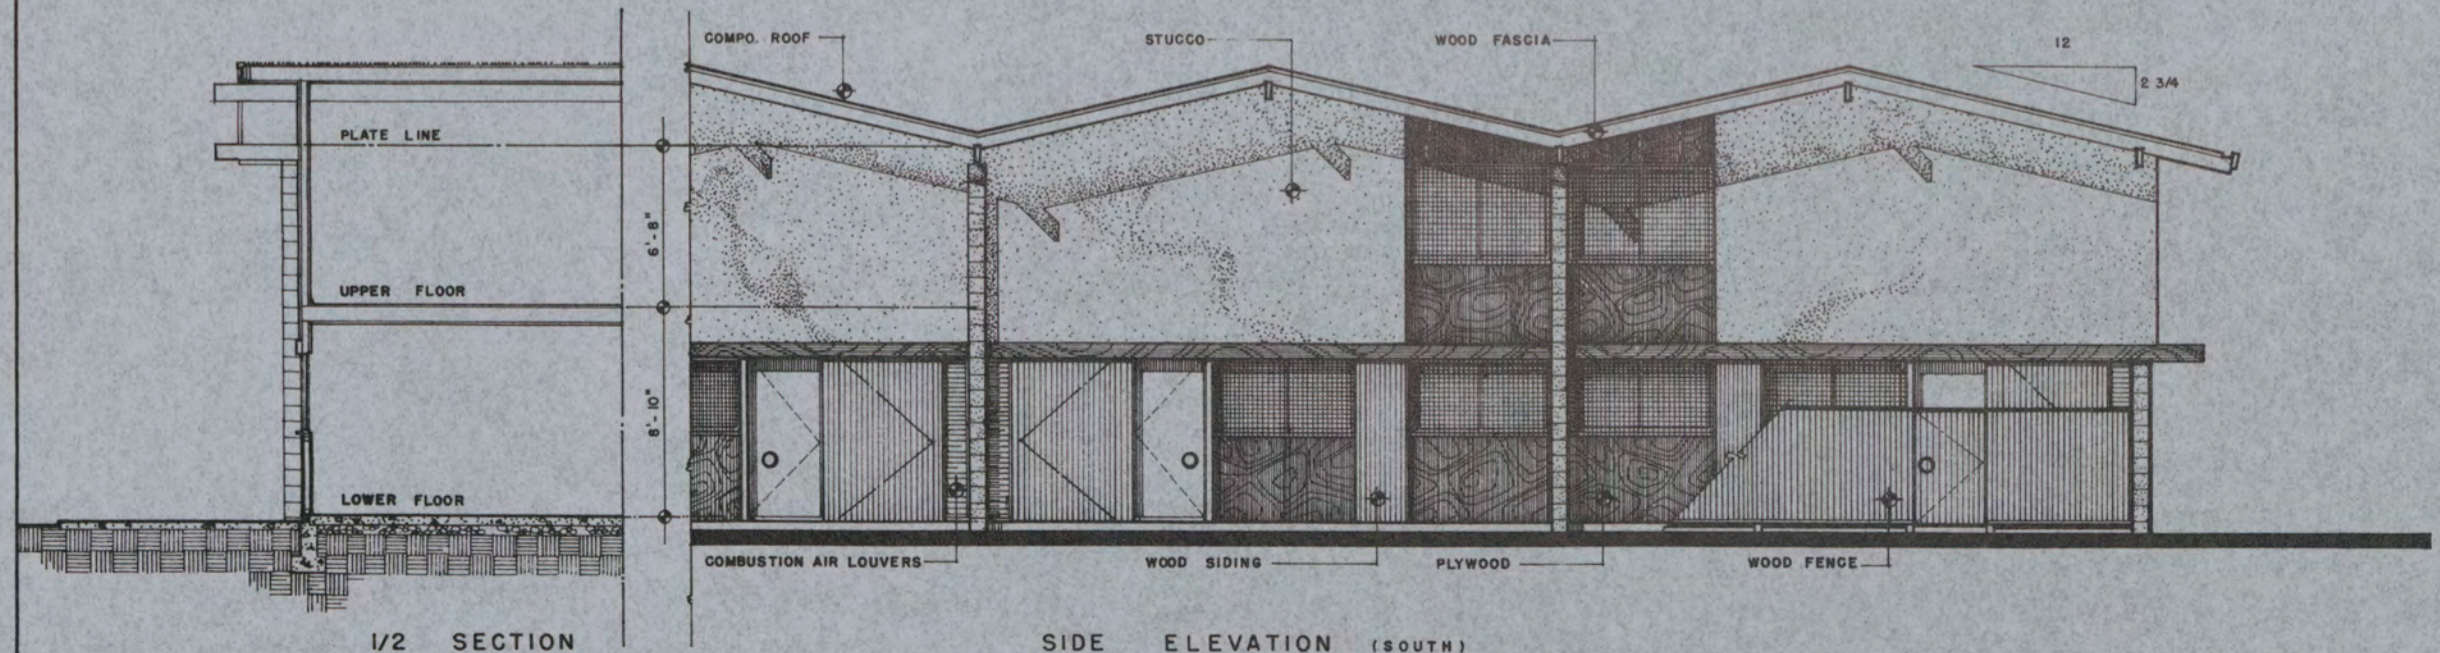 COMPO. ROOF
STUCCO
WOOD FASCIA
12
2 3/4
PLATE LINE
6'-8"
UPPER FLOOR
8'-10"
LOWER FLOOR
COMBUSTION AIR LOUVERS
WOOD SIDING
PLYWOOD
WOOD FENCE
1/2 SECTION
SIDE ELEVATION (SOUTH)